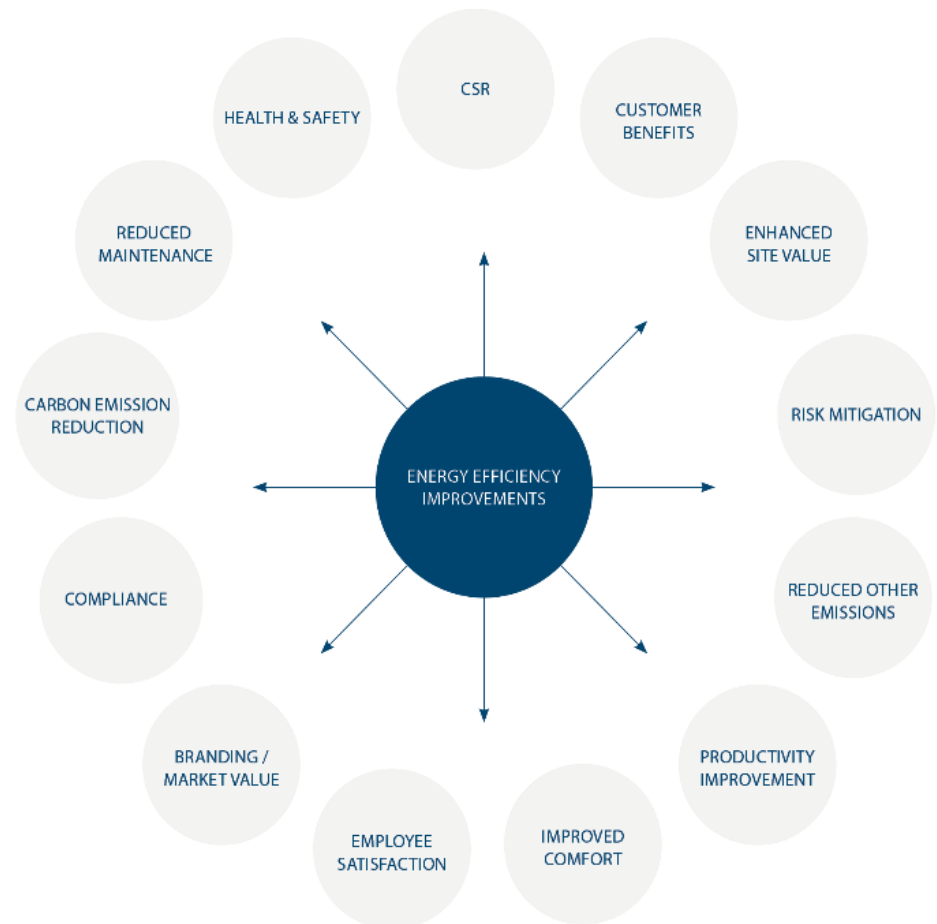 CSR
CUSTOMER
BENEFITS
ENHANCED
SITE VALUE
RISK MITIGATION
REDUCED OTHER
EMISSIONS
PRODUCTIVITY
IMPROVEMENT
IMPROVED
COMFORT
EMPLOYEE
SATISFACTION
BRANDING /
MARKET VALUE
COMPLIANCE
CARBON EMISSION
REDUCTION
REDUCED
MAINTENANCE
HEALTH & SAFETY
ENERGY EFFICIENCY
IMPROVEMENTS